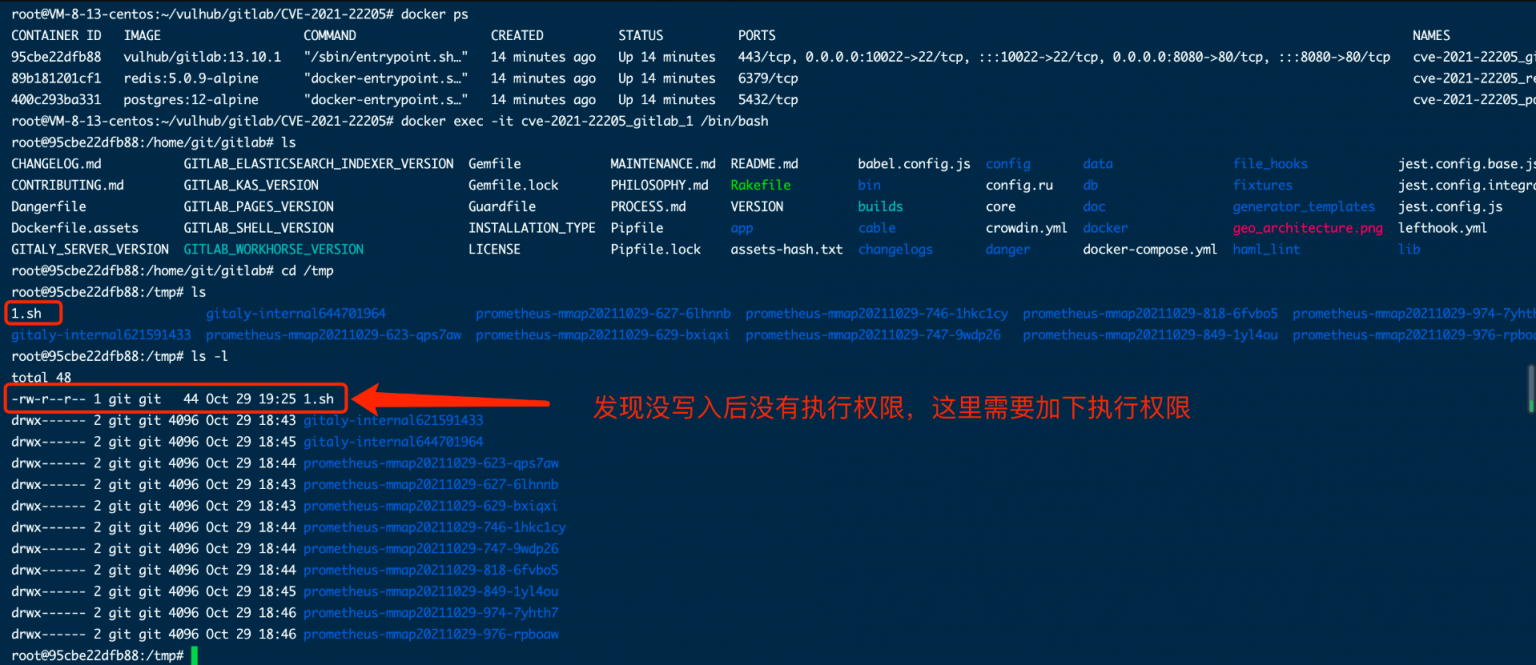 root@VM-8-13-centos:~/vulhub/gitlab/CVE-2021-22205# docker ps
CONTAINER ID IMAGE COMMAND CREATED STATUS PORTS NAMES
95cbe22dfb88 vulhub/gitlab:13.10.1 "/sbin/entrypoint.sh…" 14 minutes ago Up 14 minutes 443/tcp, 0.0.0.0:10022->22/tcp, :::10022->22/tcp, 0.0.0.0:8080->80/tcp, :::8080->80/tcp cve-2021-22205_gi
89b181201cf1 redis:5.0.9-alpine "docker-entrypoint.s…" 14 minutes ago Up 14 minutes 6379/tcp cve-2021-22205_re
400c293ba331 postgres:12-alpine "docker-entrypoint.s…" 14 minutes ago Up 14 minutes 5432/tcp cve-2021-22205_po
root@VM-8-13-centos:~/vulhub/gitlab/CVE-2021-22205# docker exec -it cve-2021-22205_gitlab_1 /bin/bash
root@95cbe22dfb88:/home/git/gitlab# ls
CHANGELOG.md GITLAB_ELASTICSEARCH_INDEXER_VERSION Gemfile MAINTENANCE.md README.md babel.config.js config data file_hooks jest.config.base.js
CONTRIBUTING.md GITLAB_KAS_VERSION Gemfile.lock PHILOSOPHY.md Rakefile bin config.ru db fixtures jest.config.integra
Dangerfile GITLAB_PAGES_VERSION Guardfile PROCESS.md VERSION builds core doc generator_templates jest.config.js
Dockerfile.assets GITLAB_SHELL_VERSION INSTALLATION_TYPE Pipfile app cable crowdin.yml docker geo_architecture.png lefthook.yml
GITALY_SERVER_VERSION GITLAB_WORKHORSE_VERSION LICENSE Pipfile.lock assets-hash.txt changelogs danger docker-compose.yml haml_lint lib
root@95cbe22dfb88:/home/git/gitlab# cd /tmp
root@95cbe22dfb88:/tmp# ls
1.sh gitaly-internal644701964 prometheus-mmap20211029-627-6lhnnb prometheus-mmap20211029-746-1hkc1cy prometheus-mmap20211029-818-6fvbo5 prometheus-mmap20211029-974-7yhth
gitaly-internal621591433 prometheus-mmap20211029-623-qps7aw prometheus-mmap20211029-629-bxiqxi prometheus-mmap20211029-747-9wdp26 prometheus-mmap20211029-849-1yl4ou prometheus-mmap20211029-976-rpboa
root@95cbe22dfb88:/tmp# ls -l
total 48
-rw-r--r-- 1 git git 44 Oct 29 19:25 1.sh
发现没写入后没有执行权限，这里需要加下执行权限
drwx------ 2 git git 4096 Oct 29 18:43 gitaly-internal621591433
drwx------ 2 git git 4096 Oct 29 18:45 gitaly-internal644701964
drwx------ 2 git git 4096 Oct 29 18:44 prometheus-mmap20211029-623-qps7aw
drwx------ 2 git git 4096 Oct 29 18:43 prometheus-mmap20211029-627-6lhnnb
drwx------ 2 git git 4096 Oct 29 18:43 prometheus-mmap20211029-629-bxiqxi
drwx------ 2 git git 4096 Oct 29 18:44 prometheus-mmap20211029-746-1hkc1cy
drwx------ 2 git git 4096 Oct 29 18:44 prometheus-mmap20211029-747-9wdp26
drwx------ 2 git git 4096 Oct 29 18:44 prometheus-mmap20211029-818-6fvbo5
drwx------ 2 git git 4096 Oct 29 18:45 prometheus-mmap20211029-849-1yl4ou
drwx------ 2 git git 4096 Oct 29 18:46 prometheus-mmap20211029-974-7yhth7
drwx------ 2 git git 4096 Oct 29 18:46 prometheus-mmap20211029-976-rpboaw
root@95cbe22dfb88:/tmp#